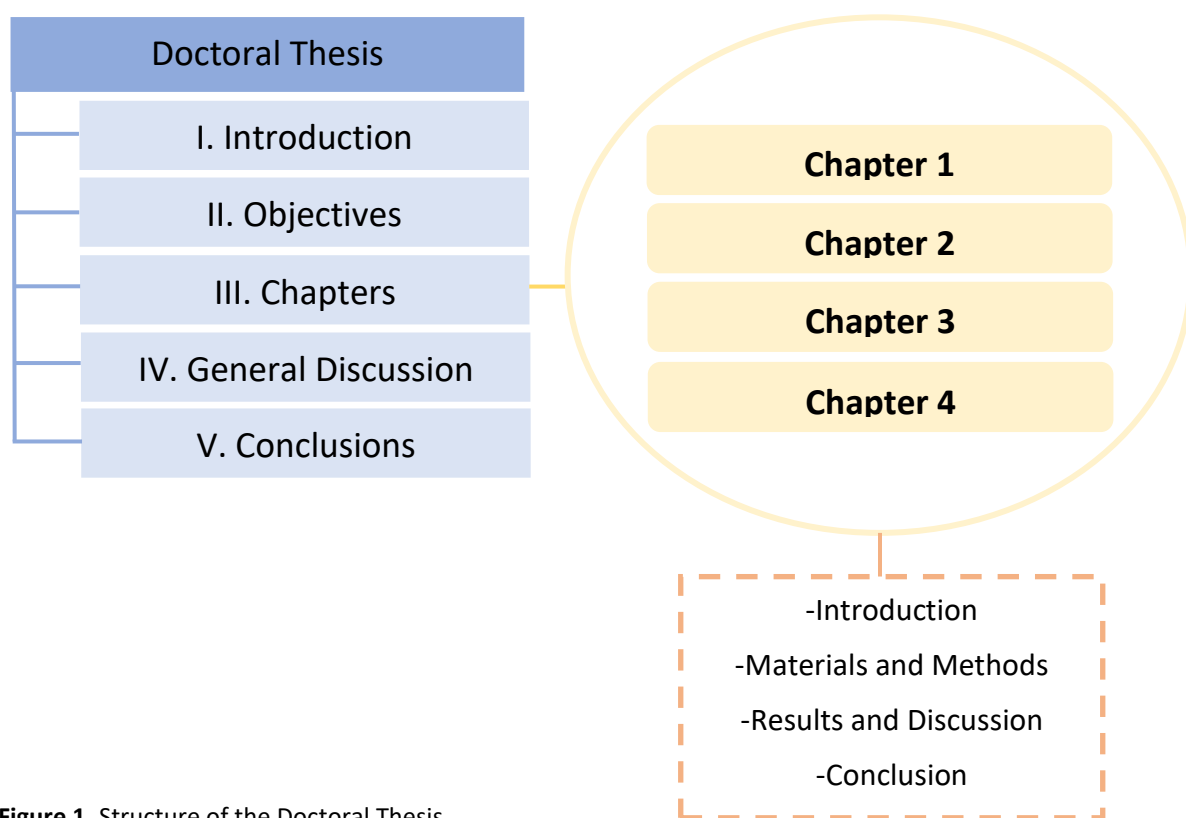 Doctoral Thesis
I. Introduction
II. Objectives
III. Chapters
IV. General Discussion
V. Conclusions
Chapter 1
Chapter 2
Chapter 3
Chapter 4
-Introduction
-Materials and Methods
-Results and Discussion
-Conclusion
Figure 1. Structure of the Doctoral Thesis